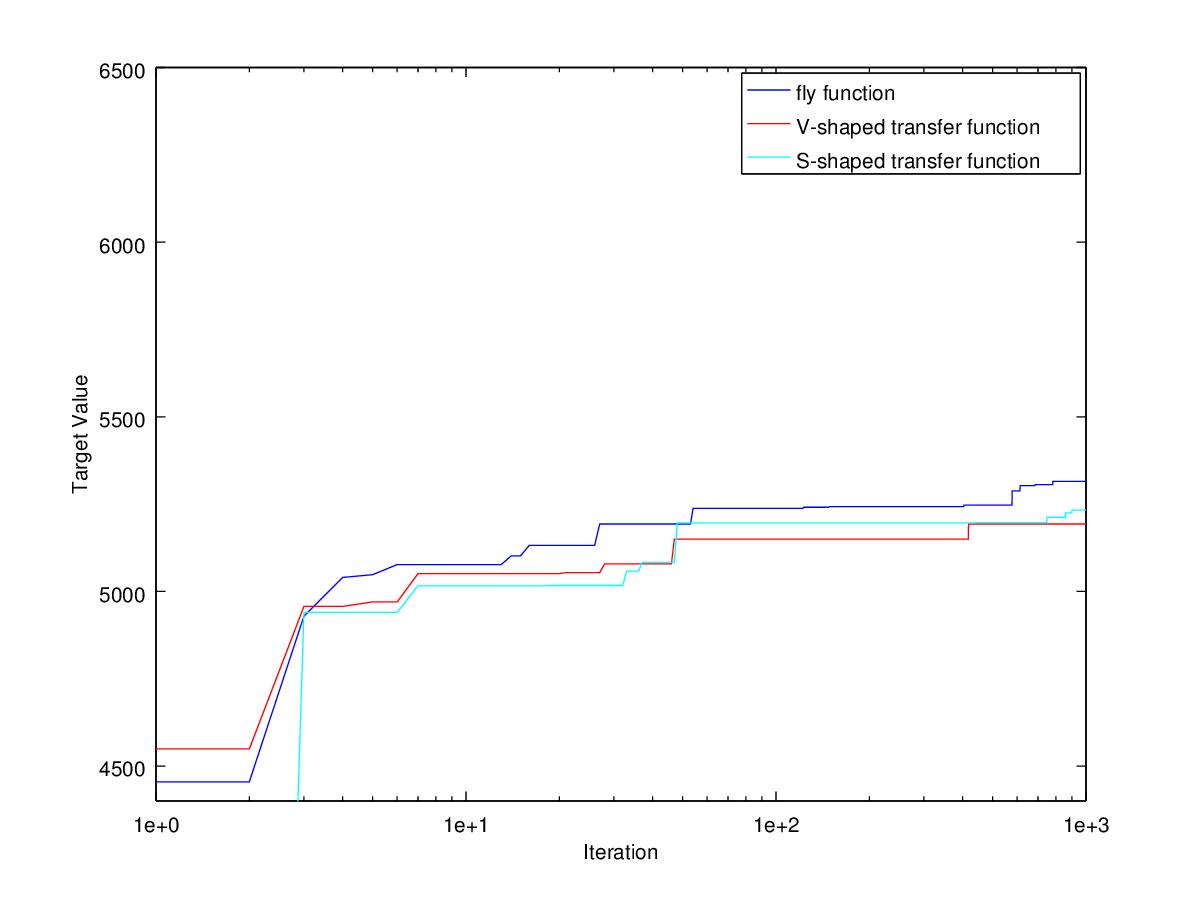 6500
6000
5500
5000
4500
Target Value
1e+0
1e+1
1e+2
1e+3
Iteration
fly function
V-shaped transfer function
S-shaped transfer function